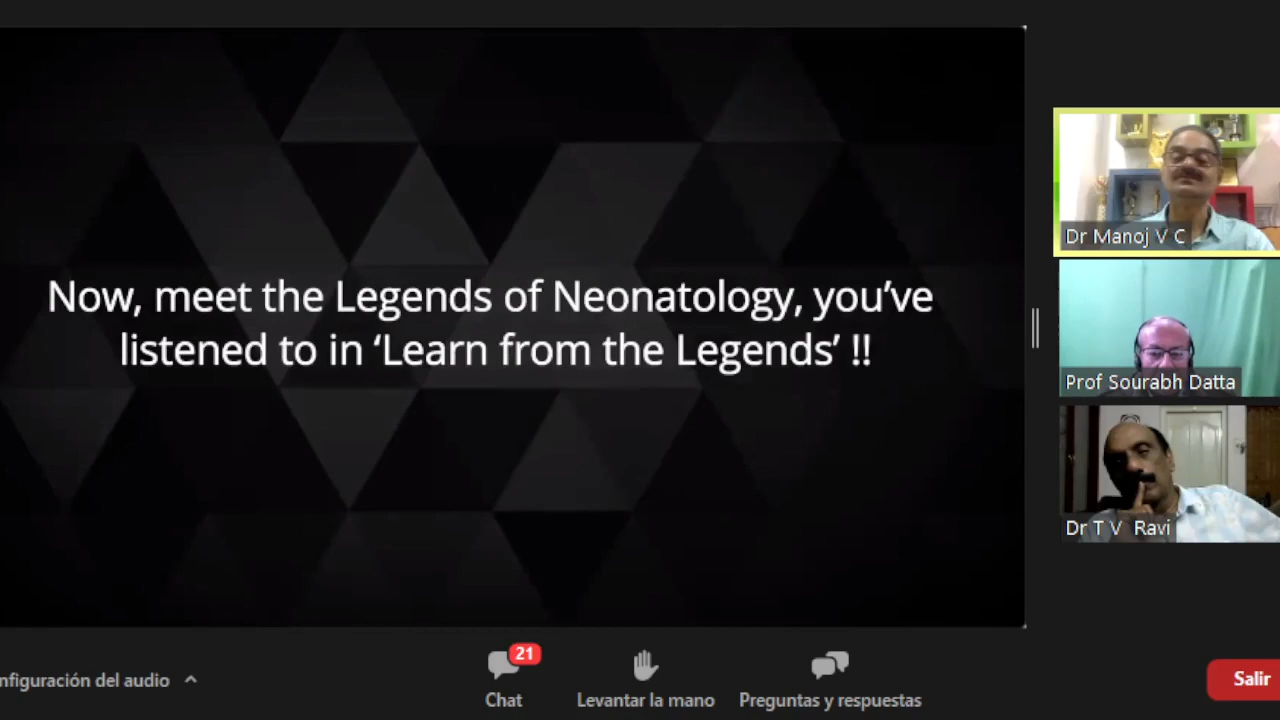 Now, meet the Legends of Neonatology, you've
listened to in 'Learn from the Legends' !!
Dr Manoj V C
Prof Sourabh Datta
Dr T V Ravi
nfiguración del audio
21
Chat
Levantar la mano
Preguntas y respuestas
Salir